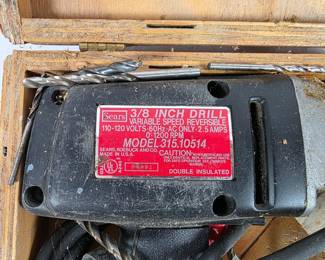 Sears
3/8 INCH DRILL
VARIABLE SPEED REVERSIBLE
110-120 VOLTS·60Hz·AC ONLY·2.5 AMPS
0-1200 RPM
MODEL 315.10514
SEARS, ROEBUCK AND CO.
MADE IN U.S.A.
CAUTION
DOUBLE INSULATED